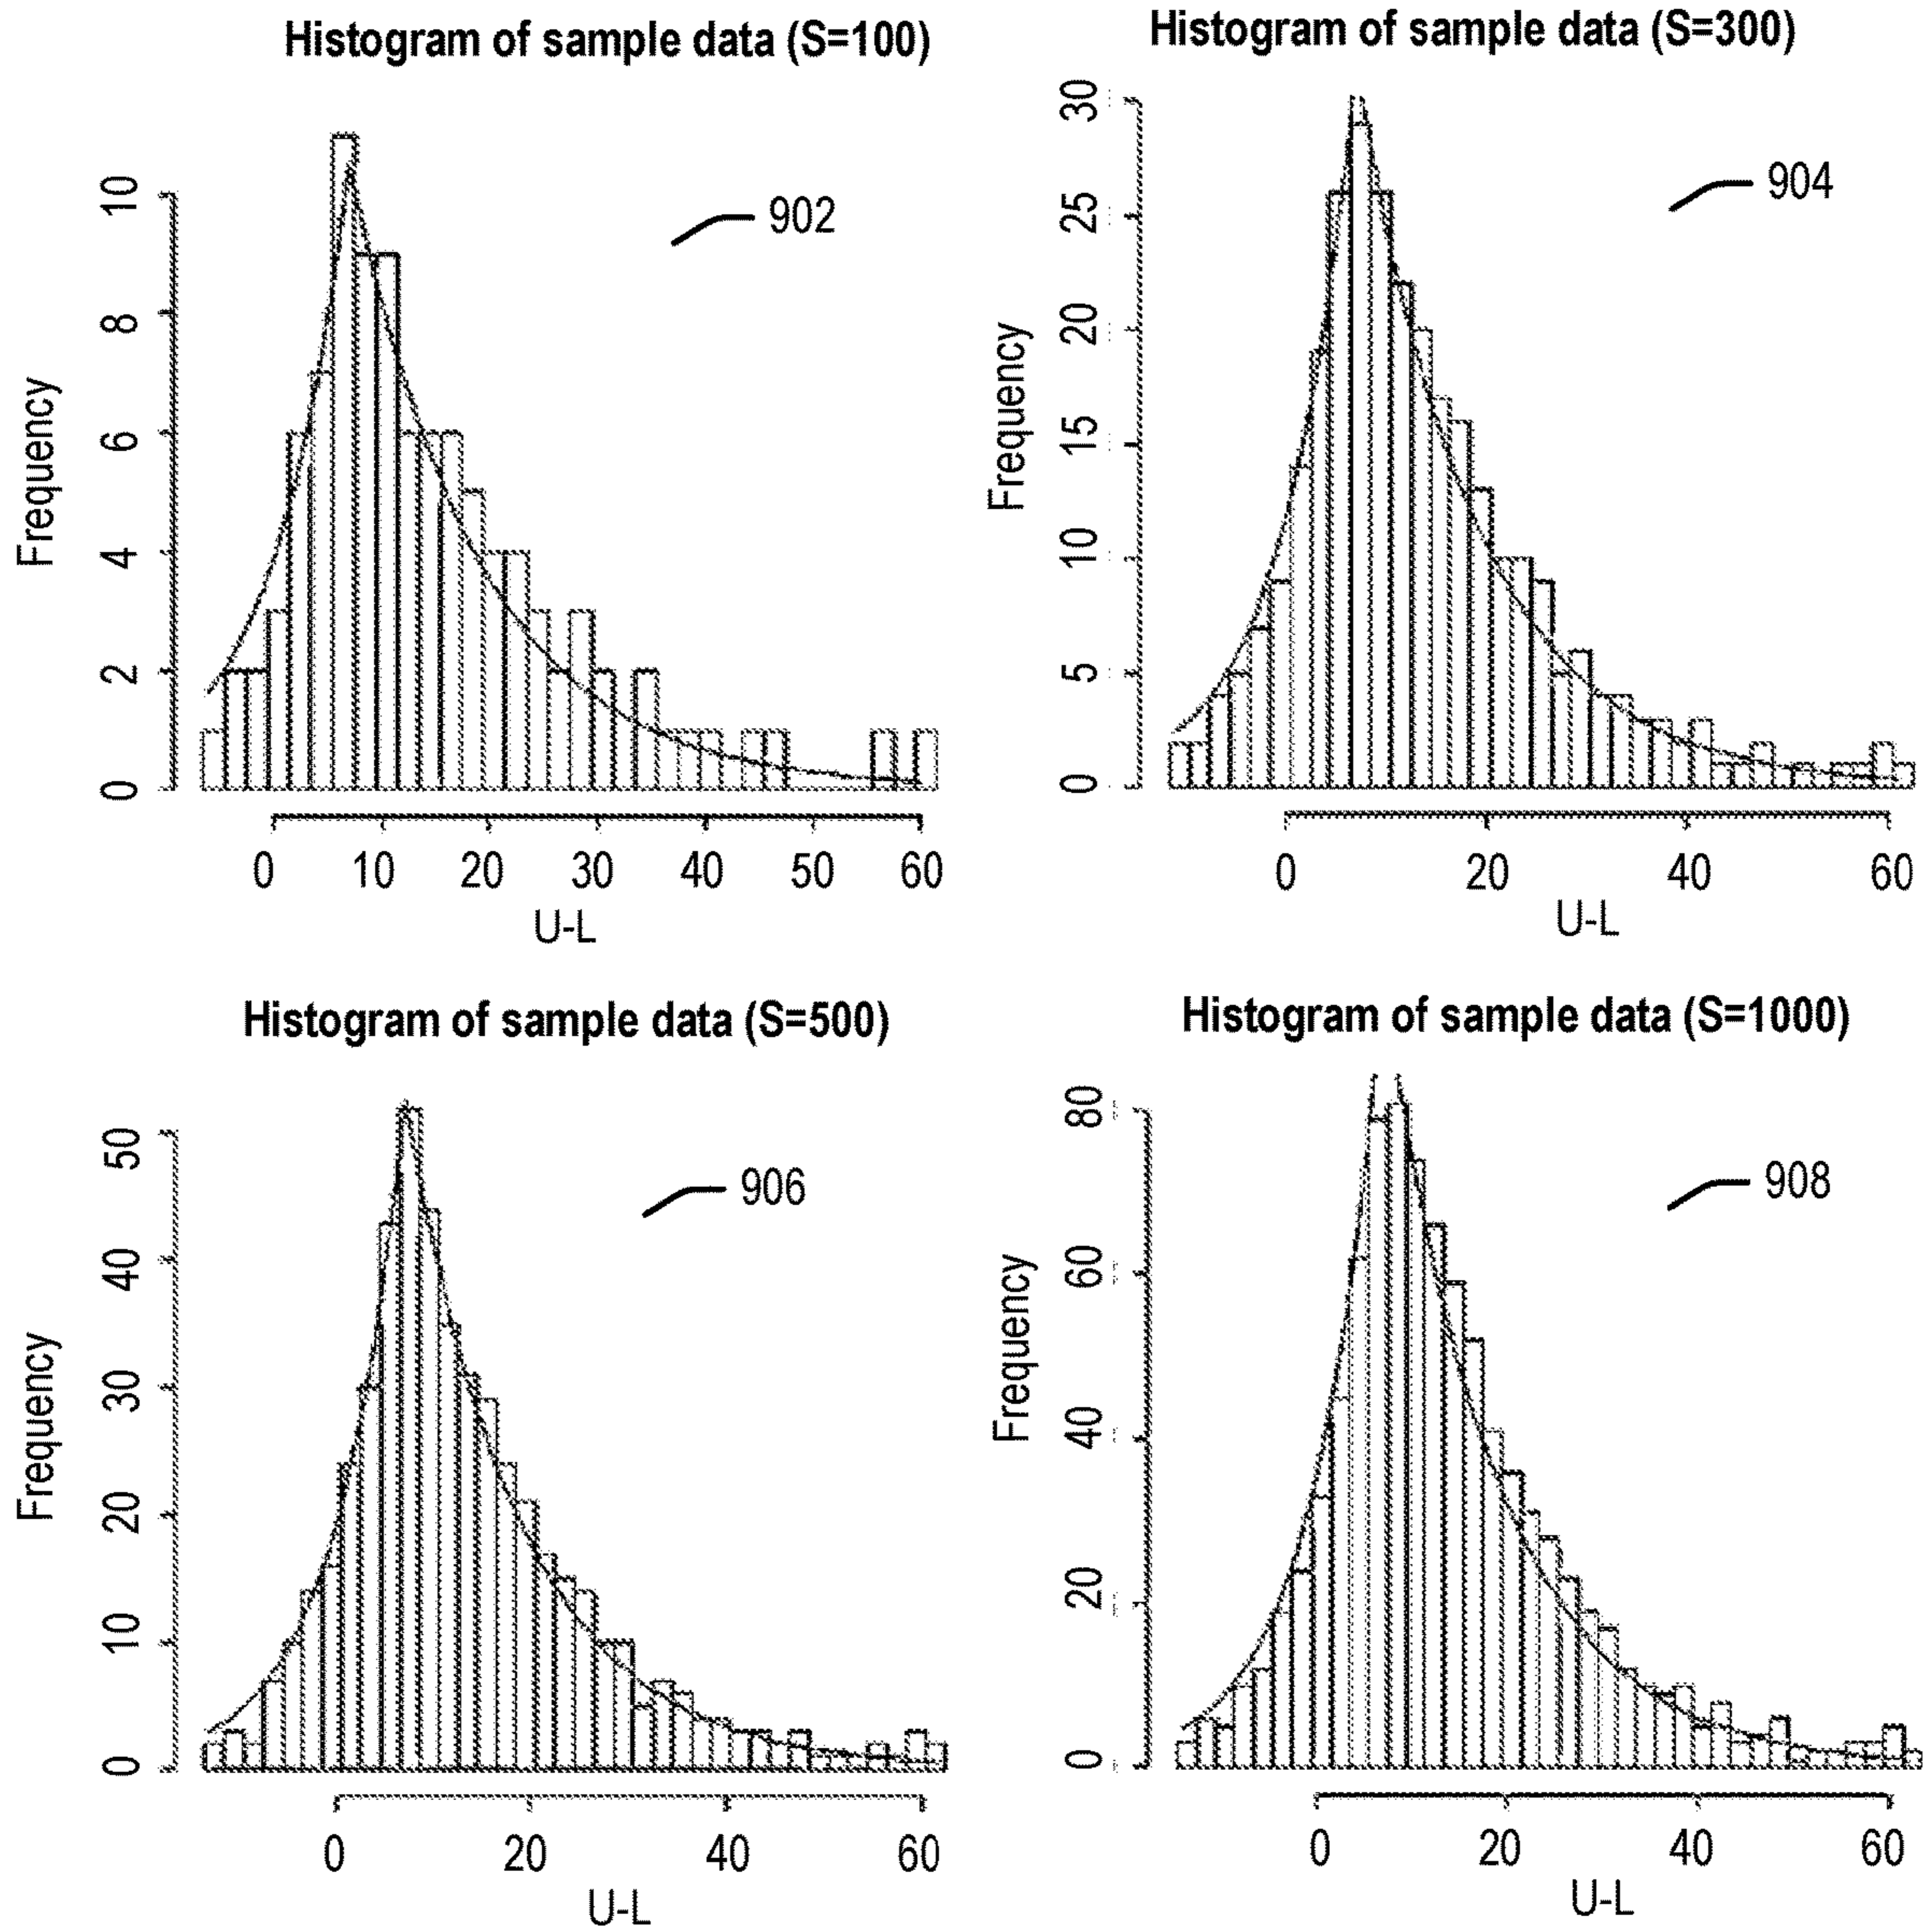 Histogram of sample data (S=100)
Frequency
10
8
6
4
2
0
902
0 10 20 30 40 50 60
U-L
Histogram of sample data (S=300)
Frequency
30
25
20
15
10
5
0
904
0 20 40 60
U-L
Histogram of sample data (S=500)
Frequency
50
40
30
20
10
0
906
0 20 40 60
U-L
Histogram of sample data (S=1000)
Frequency
80
60
40
20
0
908
0 20 40 60
U-L